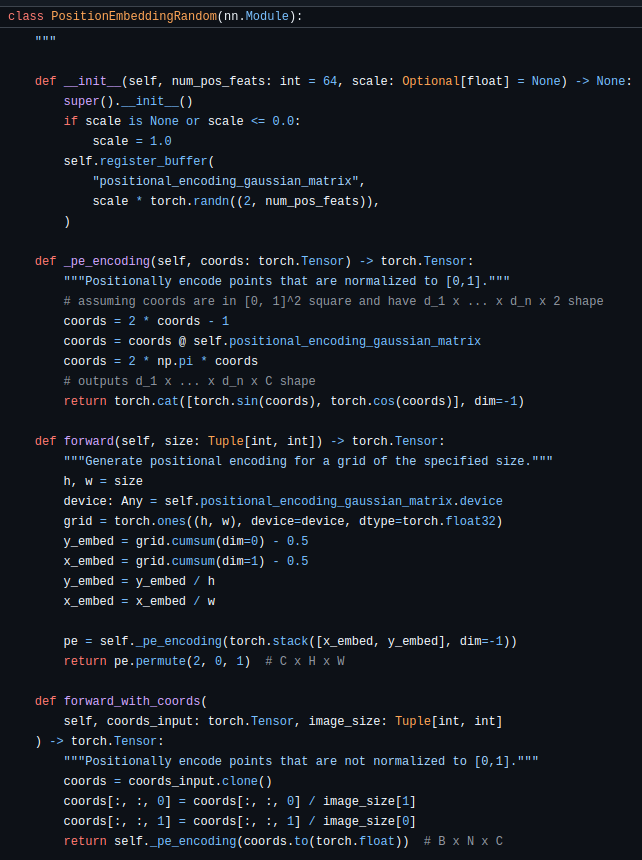 class PositionEmbeddingRandom(nn.Module):
    """

    def __init__(self, num_pos_feats: int = 64, scale: Optional[float] = None) -> None:
        super().__init__()
        if scale is None or scale <= 0.0:
            scale = 1.0
        self.register_buffer(
            "positional_encoding_gaussian_matrix",
            scale * torch.randn((2, num_pos_feats)),
        )

    def _pe_encoding(self, coords: torch.Tensor) -> torch.Tensor:
        """Positionally encode points that are normalized to [0,1]."""
        # assuming coords are in [0, 1]^2 square and have d_1 x ... x d_n x 2 shape
        coords = 2 * coords - 1
        coords = coords @ self.positional_encoding_gaussian_matrix
        coords = 2 * np.pi * coords
        # outputs d_1 x ... x d_n x C shape
        return torch.cat([torch.sin(coords), torch.cos(coords)], dim=-1)

    def forward(self, size: Tuple[int, int]) -> torch.Tensor:
        """Generate positional encoding for a grid of the specified size."""
        h, w = size
        device: Any = self.positional_encoding_gaussian_matrix.device
        grid = torch.ones((h, w), device=device, dtype=torch.float32)
        y_embed = grid.cumsum(dim=0) - 0.5
        x_embed = grid.cumsum(dim=1) - 0.5
        y_embed = y_embed / h
        x_embed = x_embed / w

        pe = self._pe_encoding(torch.stack([x_embed, y_embed], dim=-1))
        return pe.permute(2, 0, 1)  # C x H x W

    def forward_with_coords(
        self, coords_input: torch.Tensor, image_size: Tuple[int, int]
    ) -> torch.Tensor:
        """Positionally encode points that are not normalized to [0,1]."""
        coords = coords_input.clone()
        coords[:, :, 0] = coords[:, :, 0] / image_size[1]
        coords[:, :, 1] = coords[:, :, 1] / image_size[0]
        return self._pe_encoding(coords.to(torch.float))  # B x N x C